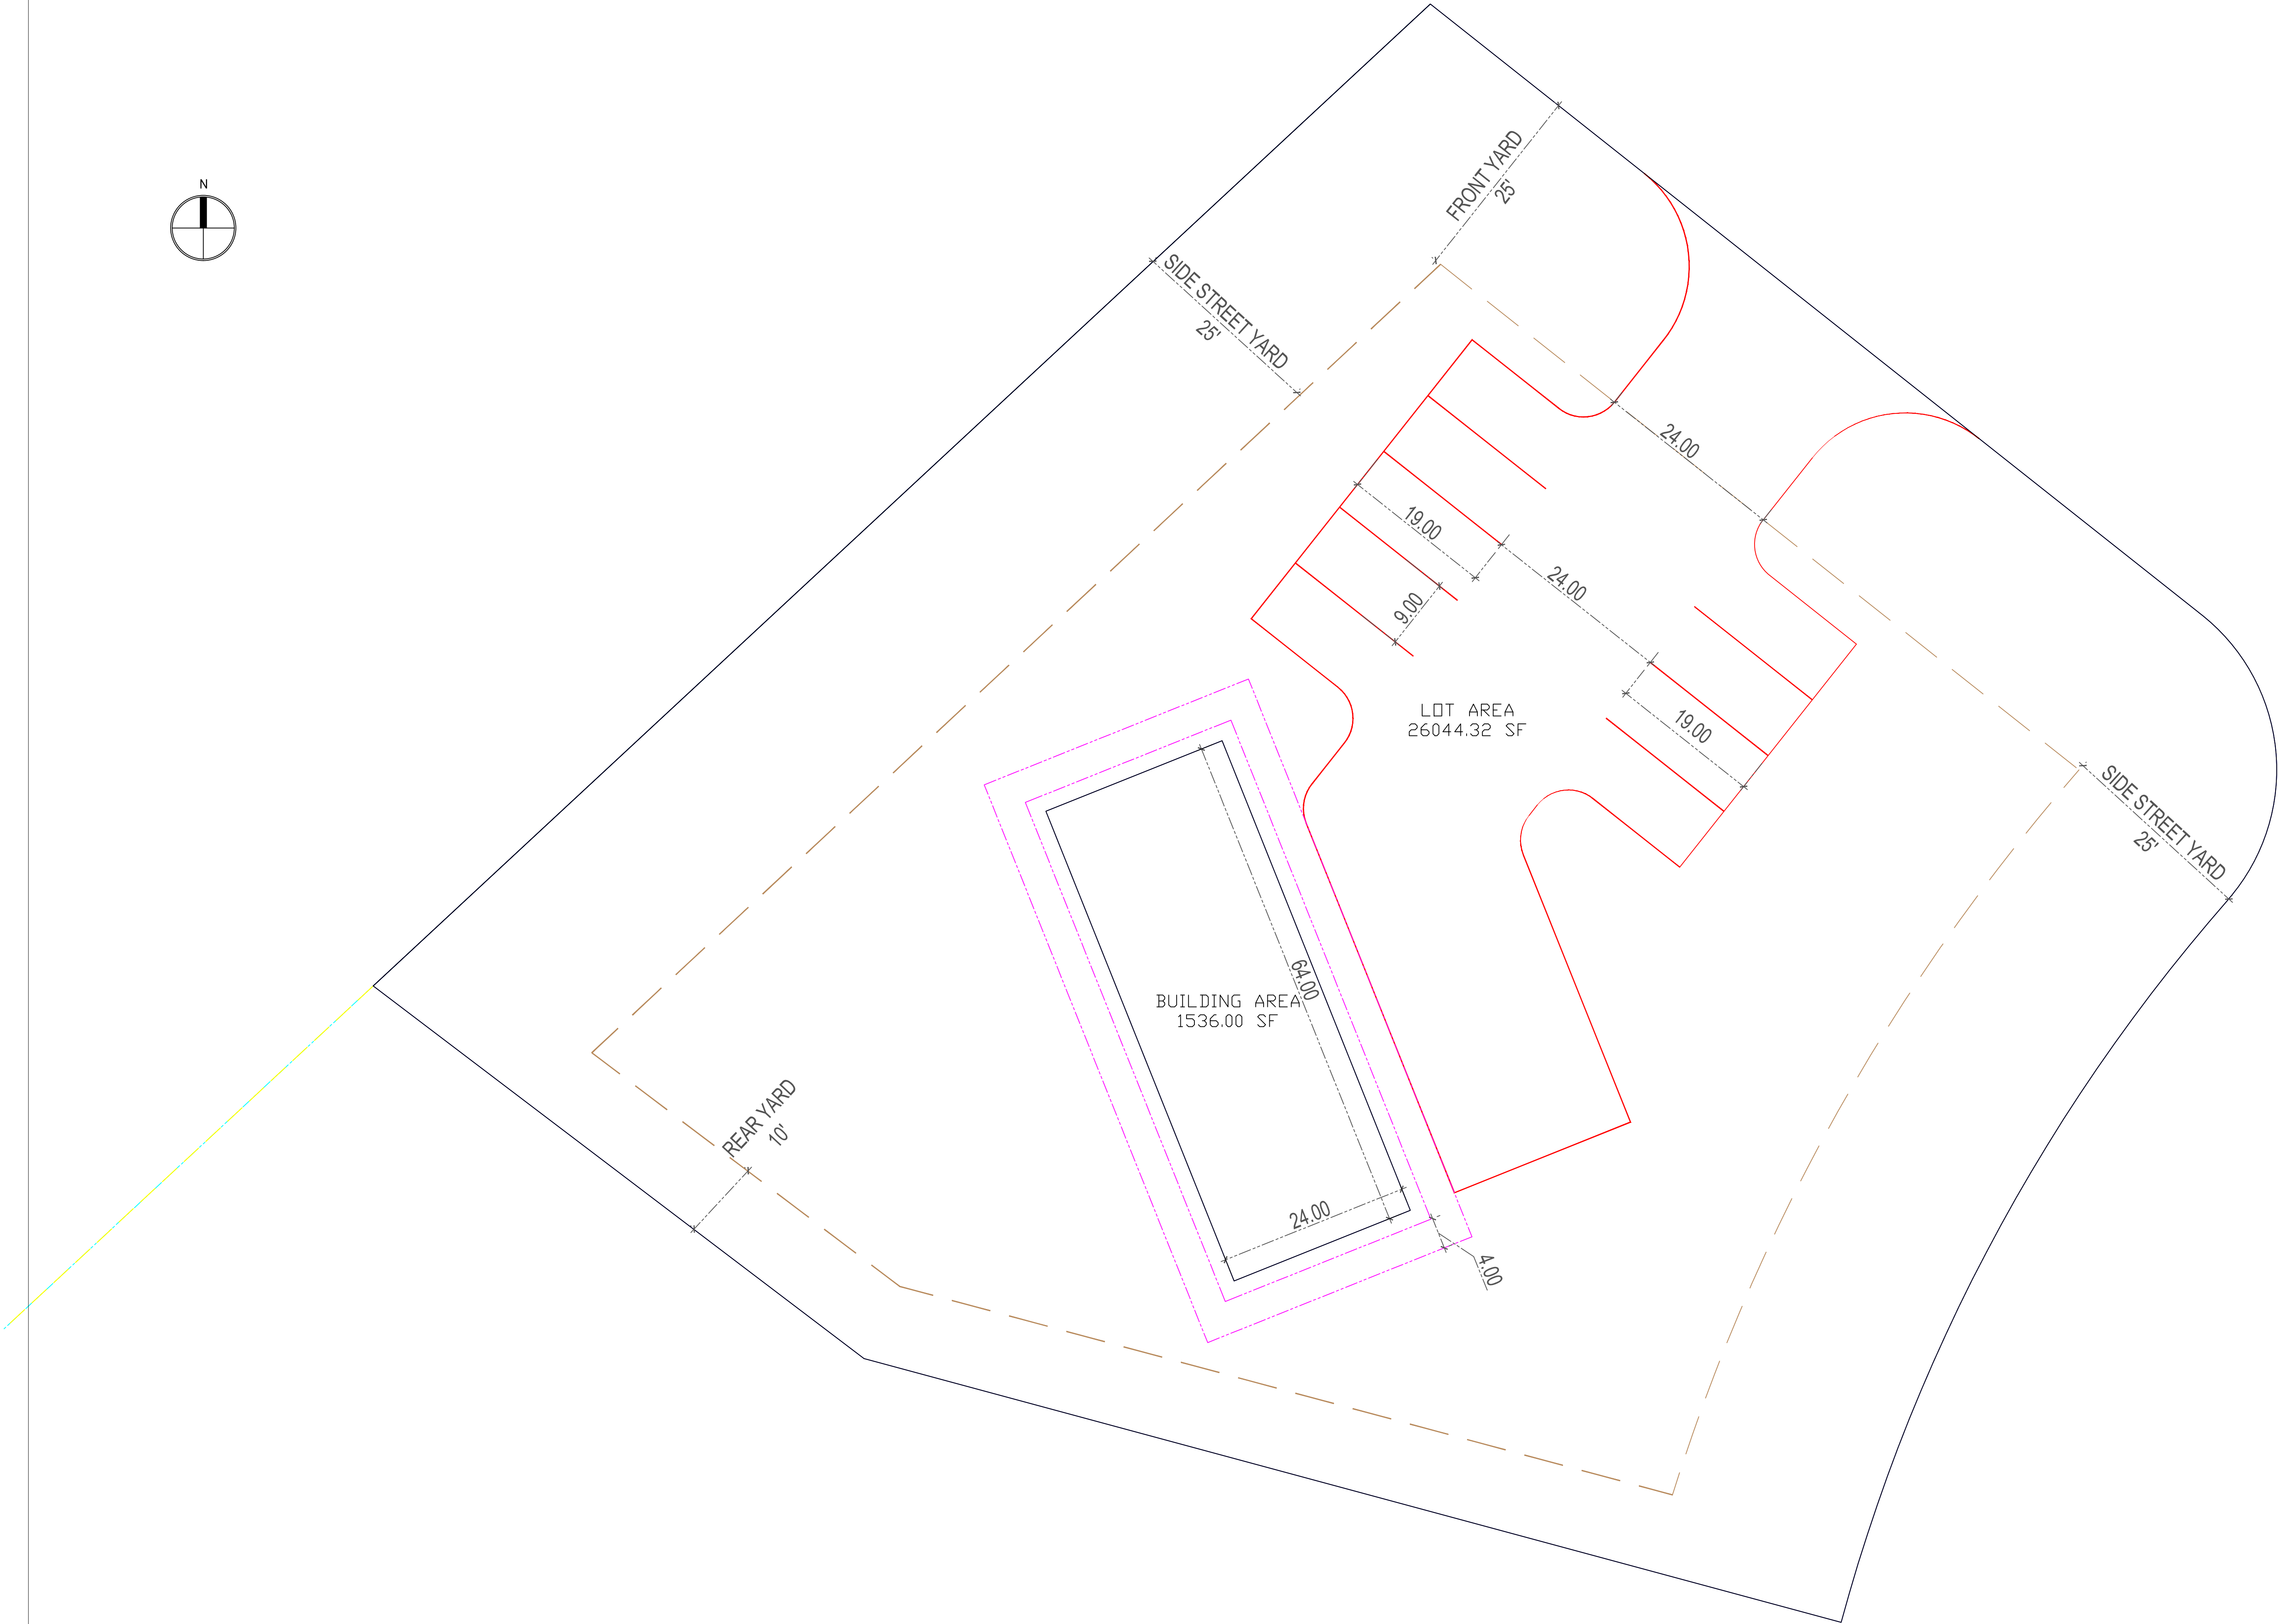 N
FRONT YARD
25'
SIDE STREET YARD
25'
24.00
19.00
24.00
9.00
LOT AREA
26044.32 SF
19.00
SIDE STREET YARD
25'
64.00
BUILDING AREA
1536.00 SF
REAR YARD
10'
24.00
4.00